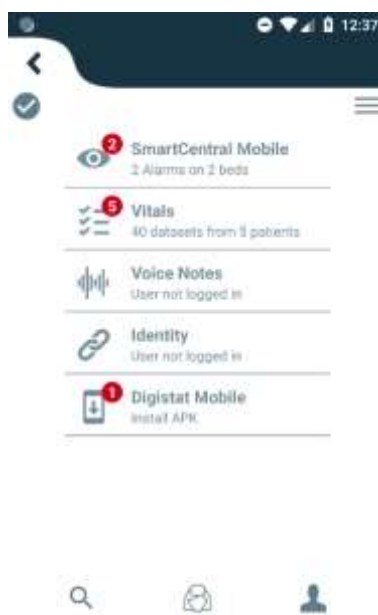 12:37
2
SmartCentral Mobile
2 Alarms on 2 beds
5
Vitals
40 datasets from 5 patients
Voice Notes
User not logged in
Identity
User not logged in
1
Digistat Mobile
Install APK